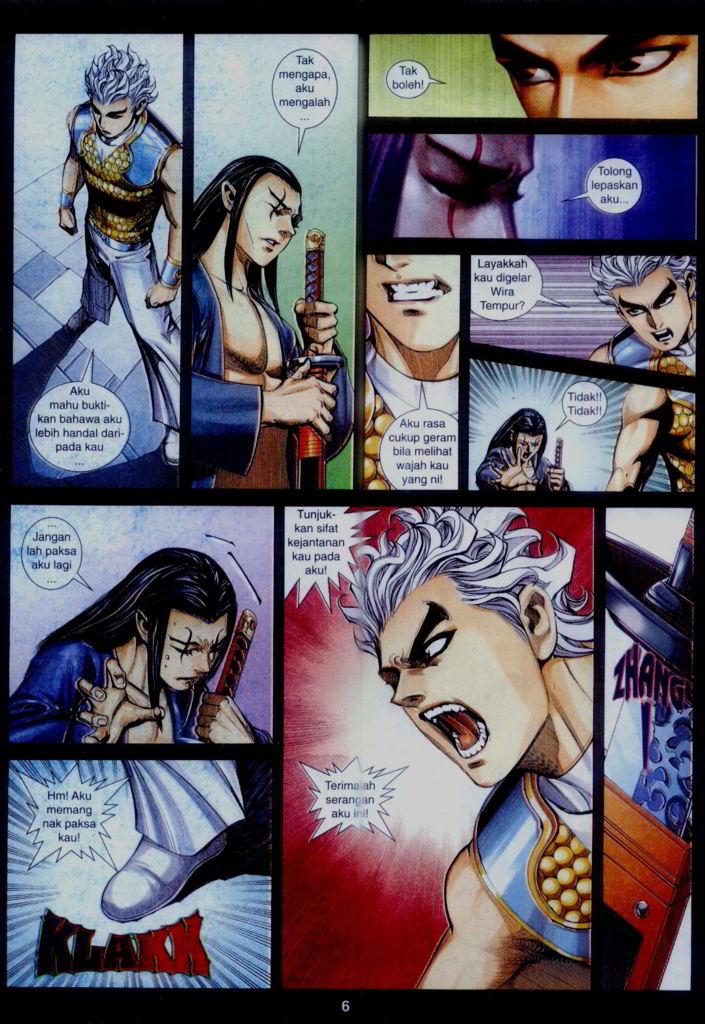 Aku
mahu bukti-
kan bahawa aku
lebih handal dari-
pada kau
...
Tak
mengapa,
aku
mengalah
...
Tak
boleh!
Tolong
lepaskan
aku...
Aku rasa
cukup geram
bila melihat
wajah kau
yang ni!
Layakkah
kau digelar
Wira
Tempur?
Tidak!!
Tidak!!
...
Jangan
lah paksa
aku lagi
...
Hm! Aku
memang
nak paksa
kau!
KLAKK
Tunjuk-
kan sifat
kejantanan
kau pada
aku!
Terimalah
serangan
aku ini!
ZHANG
!
6